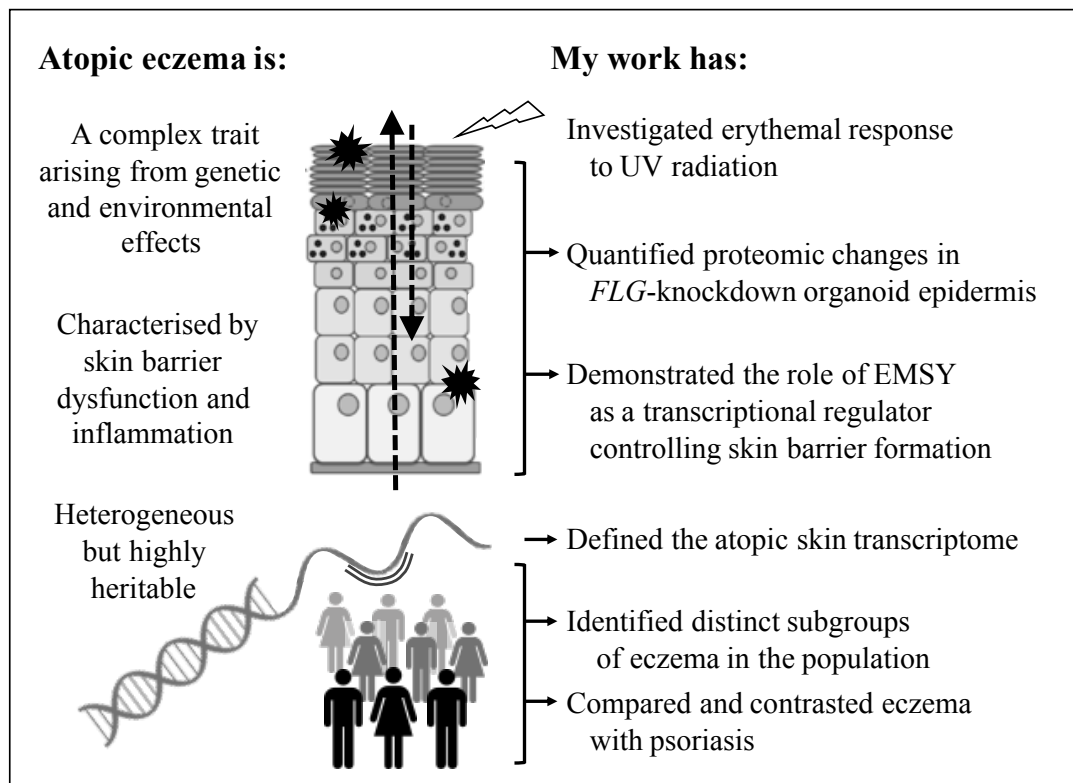 Atopic eczema is:
A complex trait
arising from genetic
and environmental
effects
Characterised by
skin barrier
dysfunction and
inflammation
Heterogeneous
but highly
heritable
My work has:
Investigated erythemal response
to UV radiation
Quantified proteomic changes in
FLG-knockdown organoid epidermis
Demonstrated the role of EMSY
as a transcriptional regulator
controlling skin barrier formation
Defined the atopic skin transcriptome
Identified distinct subgroups
of eczema in the population
Compared and contrasted eczema
with psoriasis